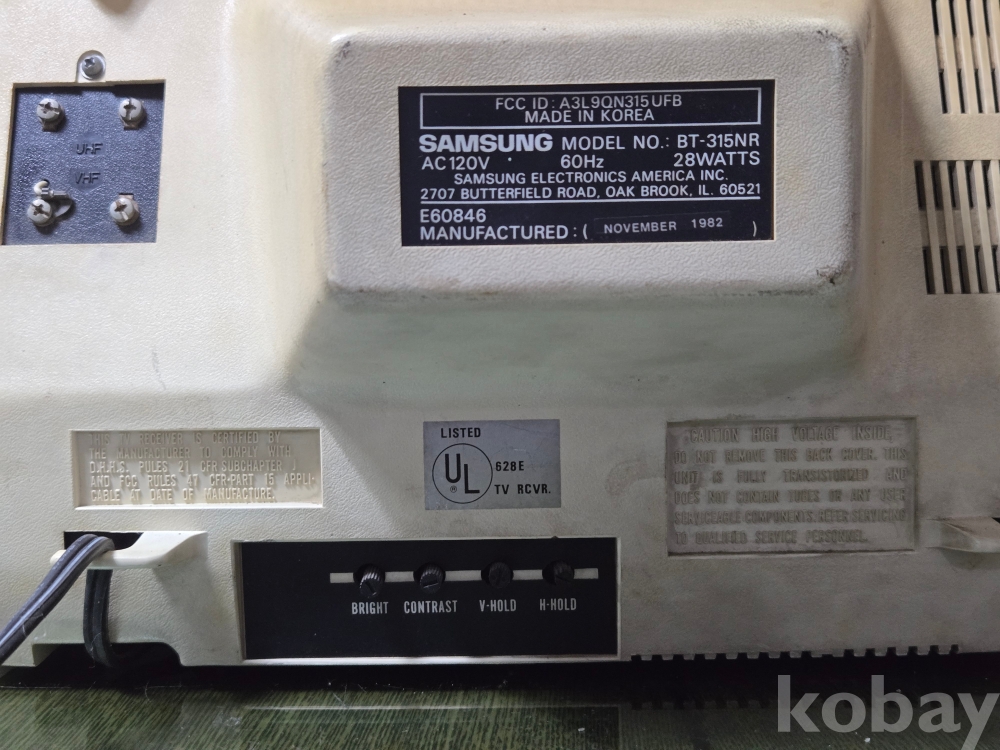 UHF
VHF
FCC ID: A3L9QN315UFB
MADE IN KOREA
SAMSUNG MODEL NO.: BT-315NR
AC120V 60Hz 28WATTS
SAMSUNG ELECTRONICS AMERICA INC.
2707 BUTTERFIELD ROAD, OAK BROOK, IL. 60521
E60846
MANUFACTURED: ( NOVEMBER 1982 )
THIS TV RECEIVER IS CERTIFIED BY
THE MANUFACTURER TO COMPLY WITH
D.H.H.S. RULES 21 CFR SUBCHAPTER J
AND FCC RULES 47 CFR-PART 15 APPLI-
CABLE AT DATE OF MANUFACTURE.
LISTED
UL
®
628E
TV RCVR.
CAUTION HIGH VOLTAGE INSIDE
DO NOT REMOVE THIS BACK COVER. THIS
UNIT IS FULLY TRANSISTORIZED AND
DOES NOT CONTAIN TUBES OR ANY USER
SERVICEABLE COMPONENTS. REFER SERVICING
TO QUALIFIED SERVICE PERSONNEL.
BRIGHT CONTRAST V-HOLD H-HOLD
kobay